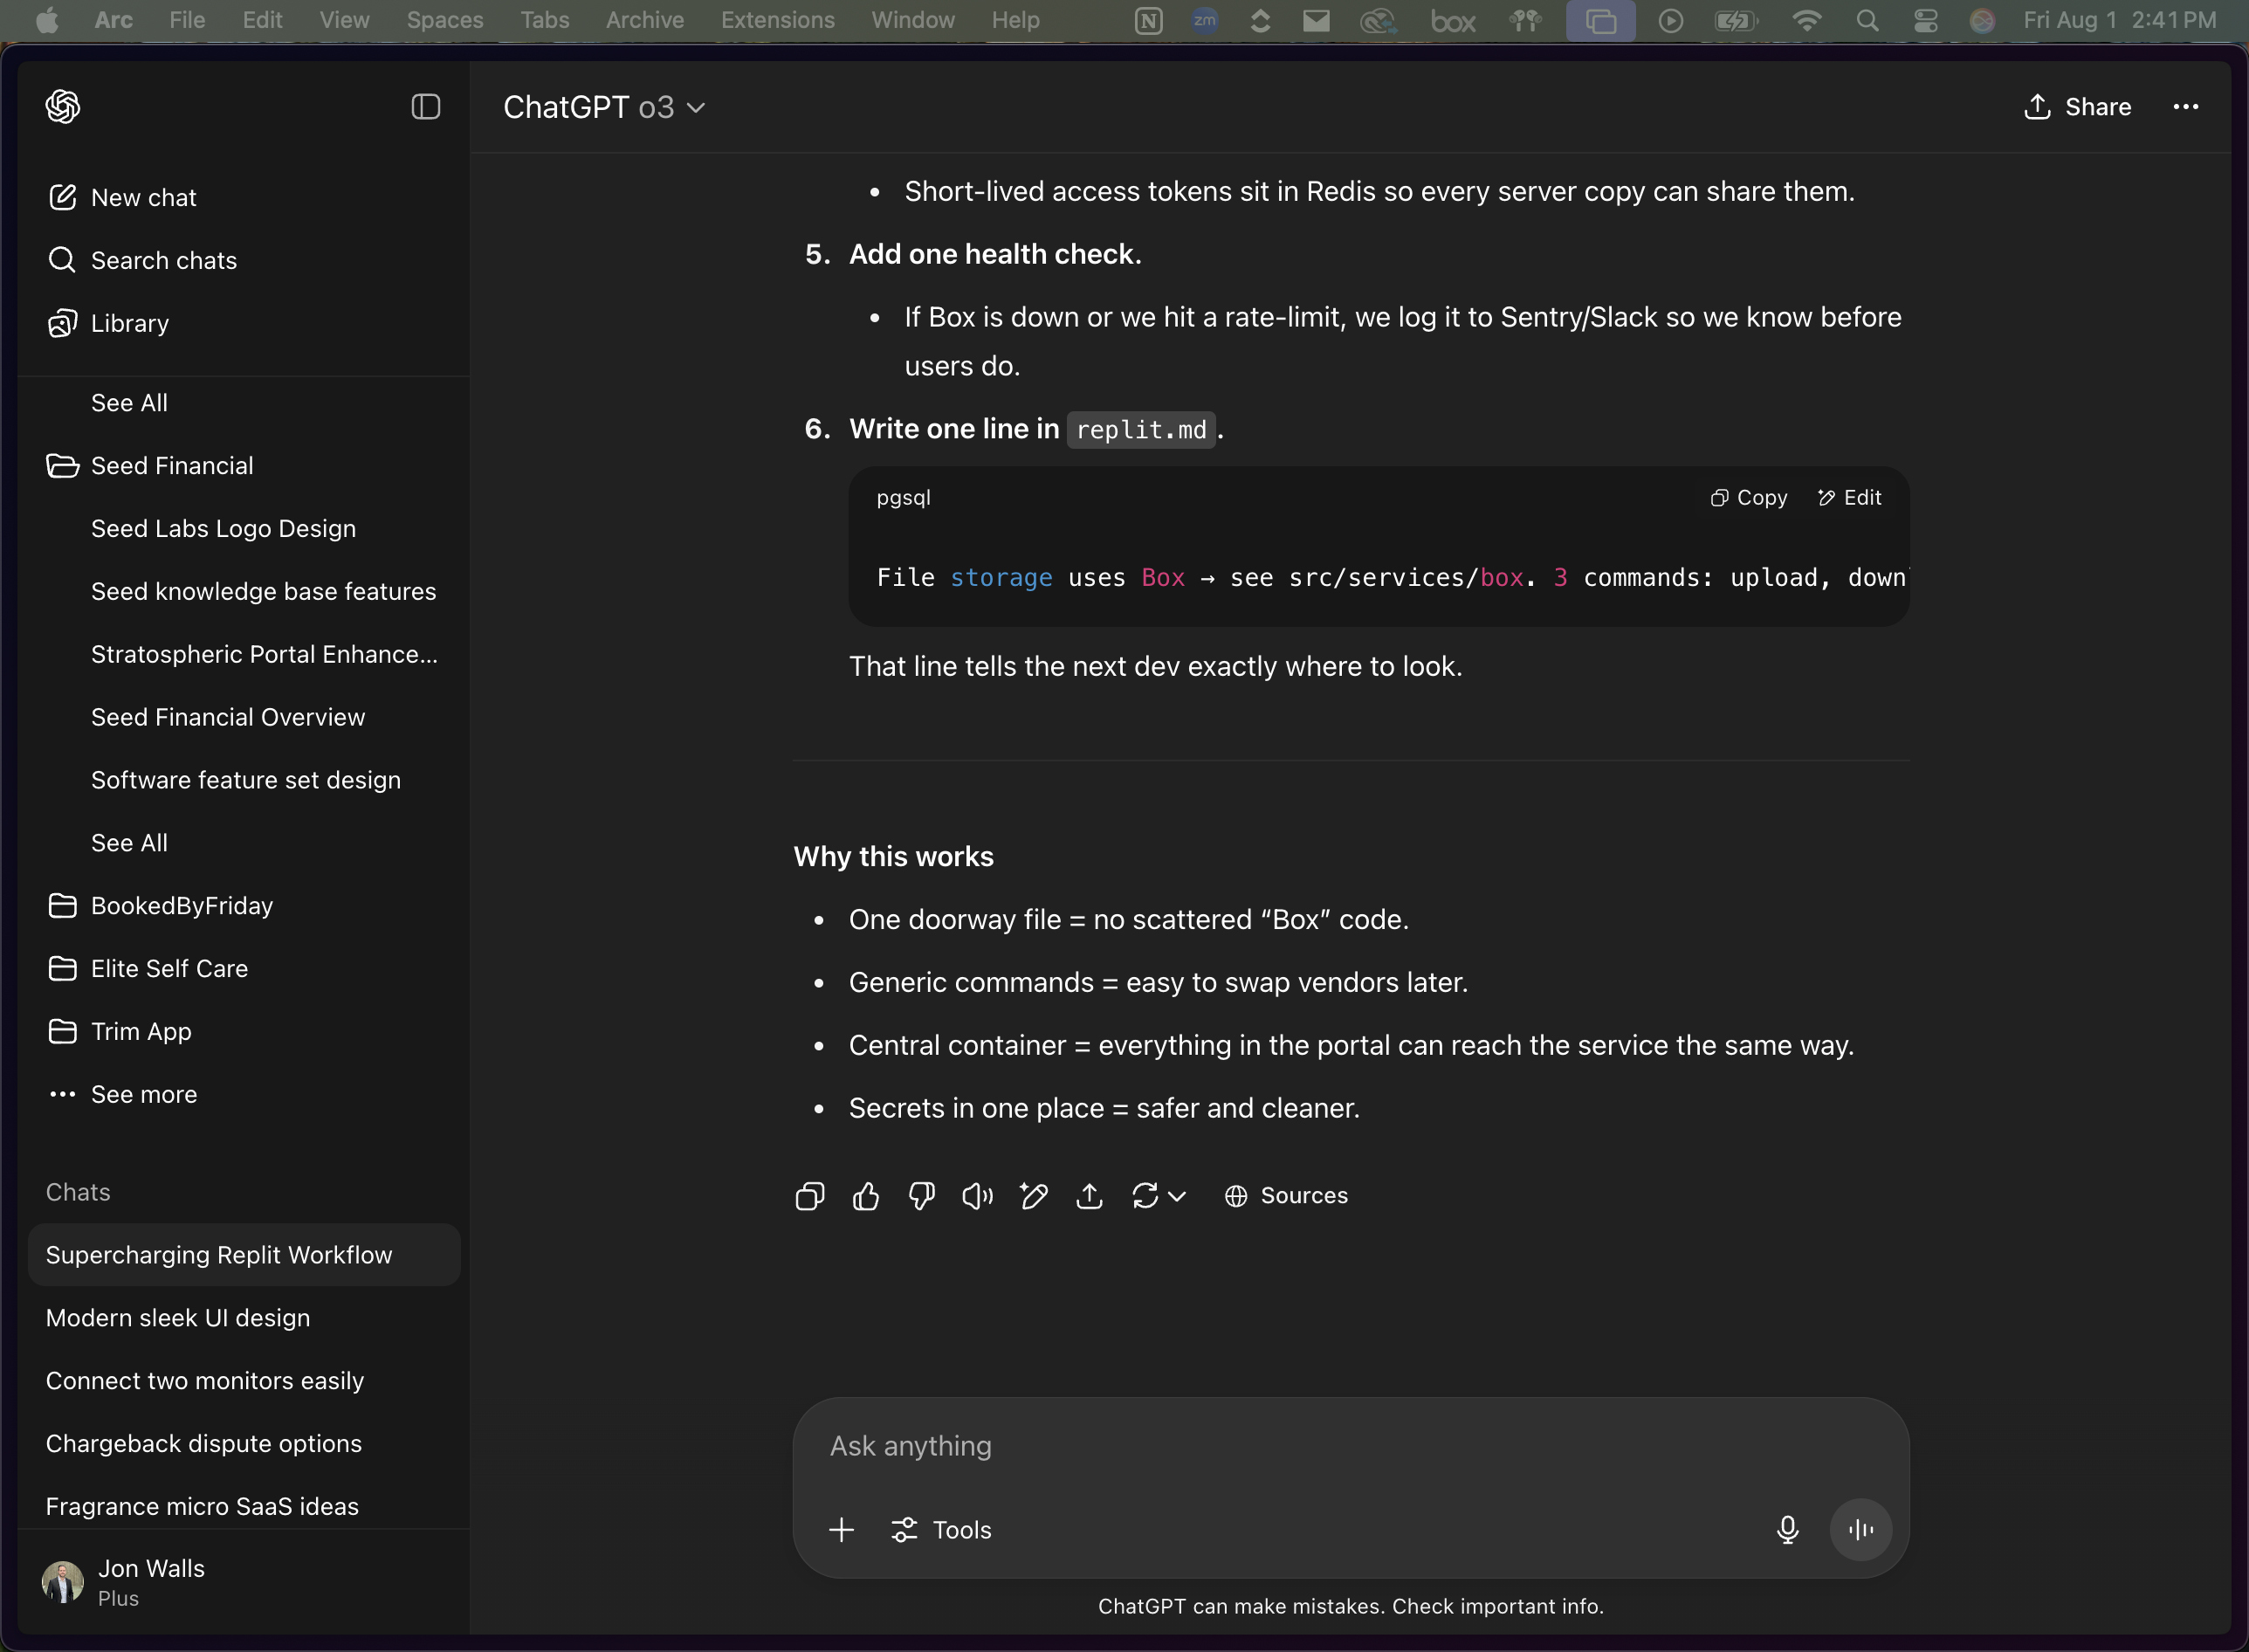 Arc File Edit View Spaces Tabs Archive Extensions Window Help zm box Fri Aug 1 2:41 PM
New chat
Search chats
Library
See All
Seed Financial
Seed Labs Logo Design
Seed knowledge base features
Stratospheric Portal Enhance...
Seed Financial Overview
Software feature set design
See All
BookedByFriday
Elite Self Care
Trim App
See more
Chats
Supercharging Replit Workflow
Modern sleek UI design
Connect two monitors easily
Chargeback dispute options
Fragrance micro SaaS ideas
Jon Walls
Plus
ChatGPT o3
Share
• Short-lived access tokens sit in Redis so every server copy can share them.
5. Add one health check.
• If Box is down or we hit a rate-limit, we log it to Sentry/Slack so we know before
users do.
6. Write one line in replit.md.
pgsql Copy Edit
File storage uses Box → see src/services/box. 3 commands: upload, down
That line tells the next dev exactly where to look.
Why this works
• One doorway file = no scattered “Box” code.
• Generic commands = easy to swap vendors later.
• Central container = everything in the portal can reach the service the same way.
• Secrets in one place = safer and cleaner.
Sources
Ask anything
Tools
ChatGPT can make mistakes. Check important info.